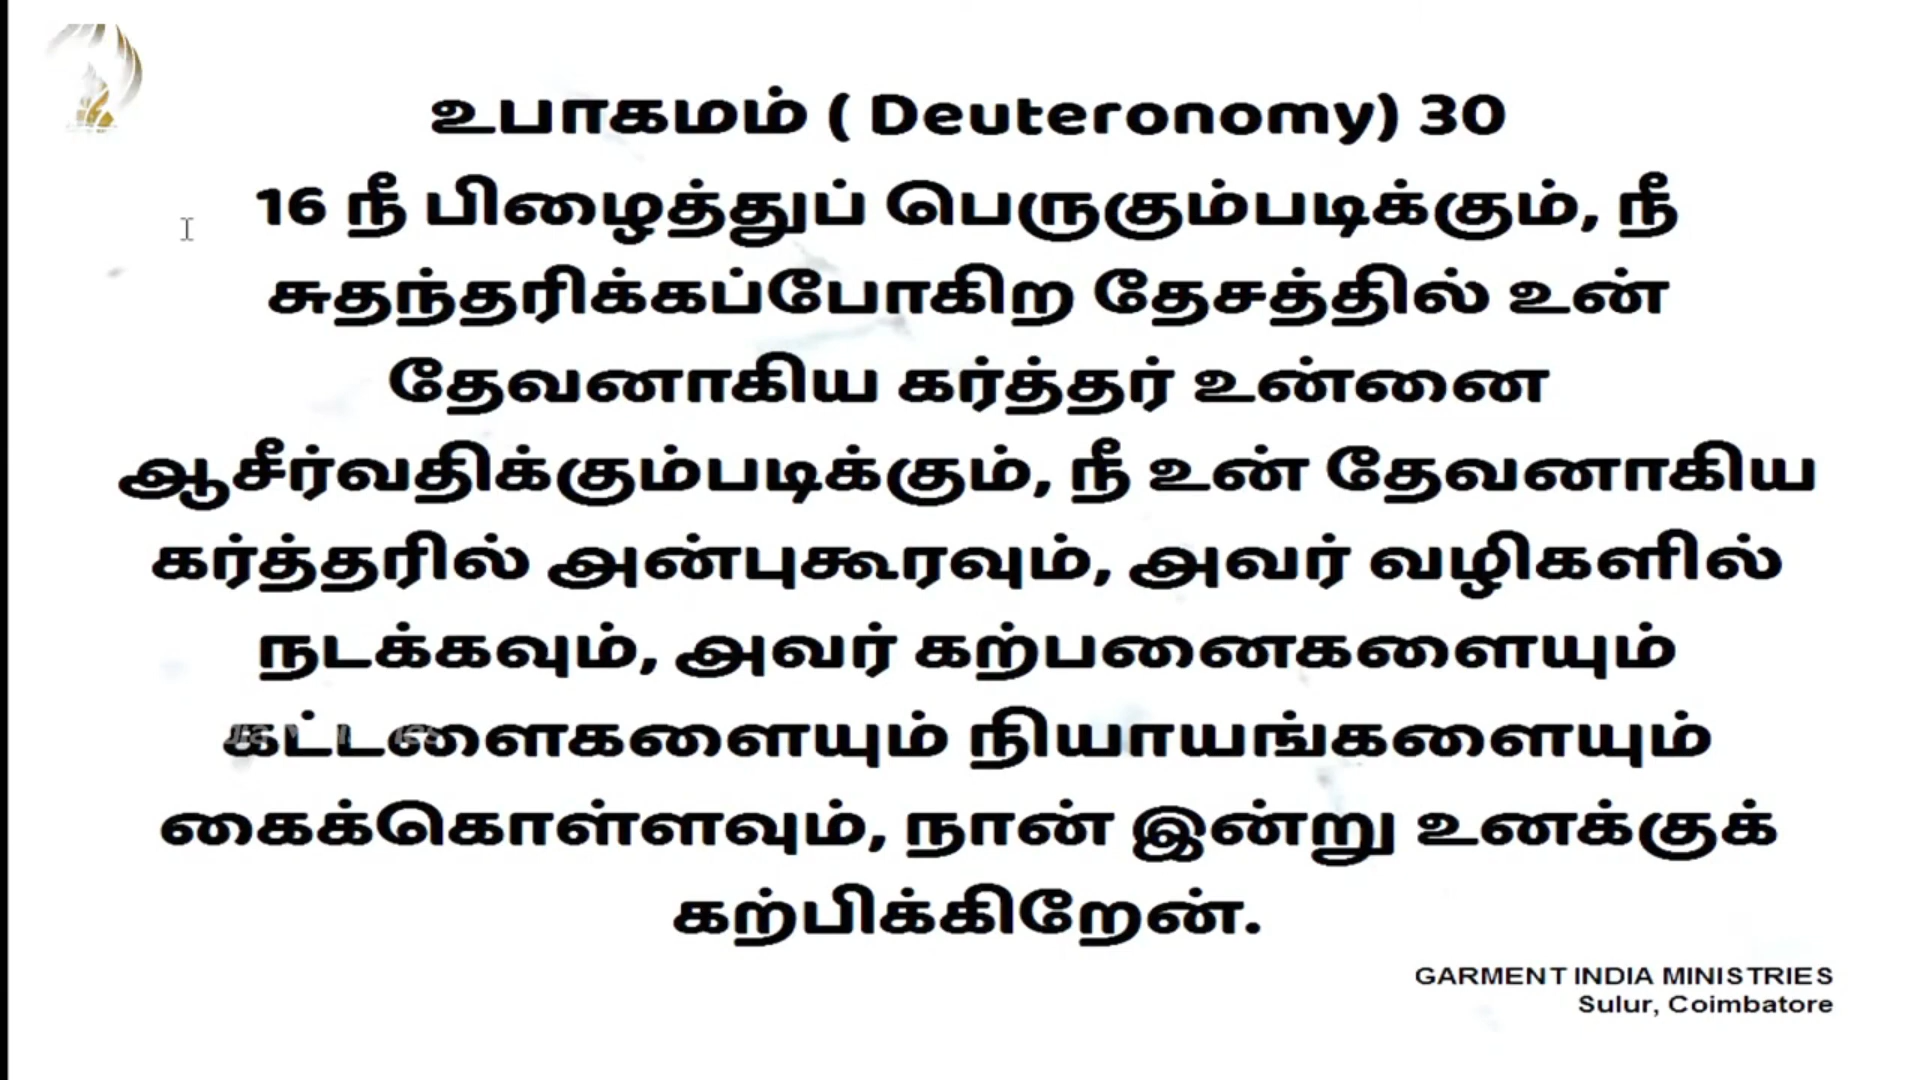 உபாகமம் ( Deuteronomy) 30
16 நீ பிழைத்துப் பெருகும்படிக்கும், நீ
சுதந்தரிக்கப்போகிற தேசத்தில் உன்
தேவனாகிய கர்த்தர் உன்னை
ஆசீர்வதிக்கும்படிக்கும், நீ உன் தேவனாகிய
கர்த்தரில் அன்புகூரவும், அவர் வழிகளில்
நடக்கவும், அவர் கற்பனைகளையும்
கட்டளைகளையும் நியாயங்களையும்
கைக்கொள்ளவும், நான் இன்று உனக்குக்
கற்பிக்கிறேன்.
GARMENT INDIA MINISTRIES
Sulur, Coimbatore